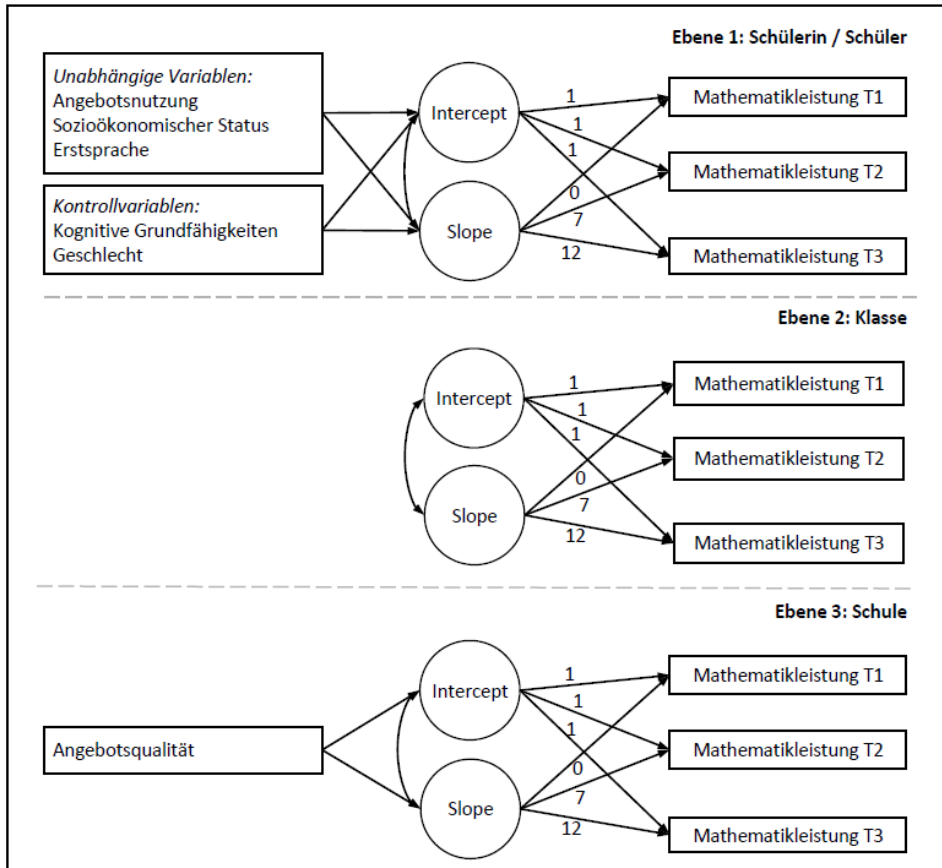 Ebene 1: Schülerin / Schüler
Unabhängige Variablen:
Angebotsnutzung
Sozioökonomischer Status
Erstsprache
Kontrollvariablen:
Kognitive Grundfähigkeiten
Geschlecht
Intercept
Slope
1
1
1
0
7
12
Mathematikleistung T1
Mathematikleistung T2
Mathematikleistung T3
Ebene 2: Klasse
Intercept
Slope
1
1
1
0
7
12
Mathematikleistung T1
Mathematikleistung T2
Mathematikleistung T3
Ebene 3: Schule
Angebotsqualität
Intercept
Slope
1
1
1
0
7
12
Mathematikleistung T1
Mathematikleistung T2
Mathematikleistung T3